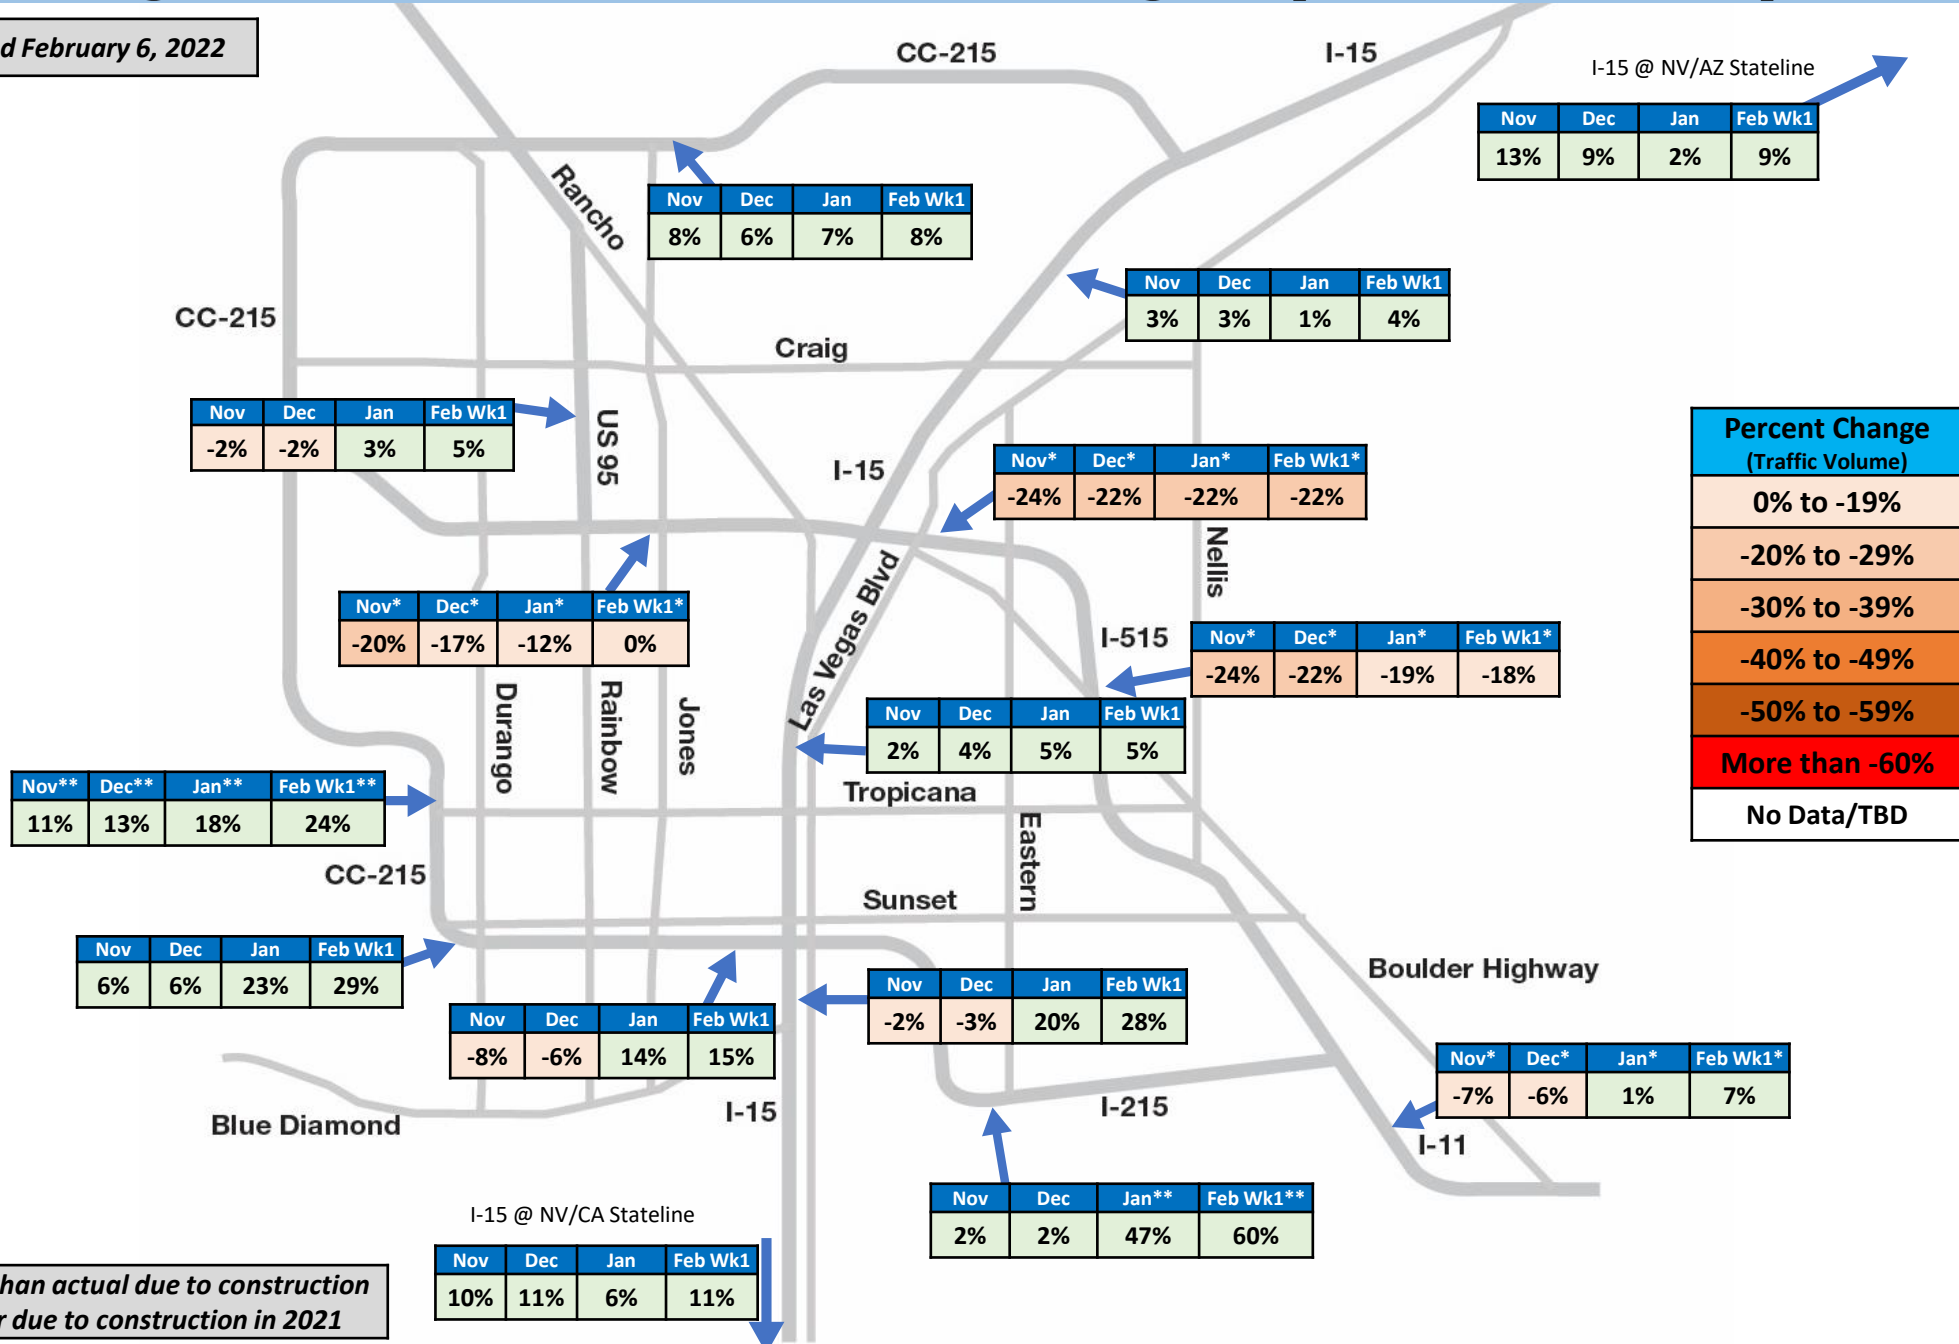 February 6, 2022
CC-215
I-15
I-15 @ NV/AZ Stateline
Nov Dec Jan Feb Wk1
13% 9% 2% 9%
Rancho
Nov Dec Jan Feb Wk1
8% 6% 7% 8%
Nov Dec Jan Feb Wk1
3% 3% 1% 4%
CC-215
Craig
Nov Dec Jan Feb Wk1
-2% -2% 3% 5%
US 95
I-15
Nov* Dec* Jan* Feb Wk1*
-24% -22% -22% -22%
Percent Change
(Traffic Volume)
0% to -19%
-20% to -29%
-30% to -39%
-40% to -49%
-50% to -59%
More than -60%
No Data/TBD
Nellis
Las Vegas Blvd
Nov* Dec* Jan* Feb Wk1*
-20% -17% -12% 0%
I-515
Nov* Dec* Jan* Feb Wk1*
-24% -22% -19% -18%
Durango
Rainbow
Jones
Nov Dec Jan Feb Wk1
2% 4% 5% 5%
Nov** Dec** Jan** Feb Wk1**
11% 13% 18% 24%
Tropicana
Eastern
CC-215
Sunset
Nov Dec Jan Feb Wk1
6% 6% 23% 29%
Boulder Highway
Nov Dec Jan Feb Wk1
-2% -3% 20% 28%
Nov Dec Jan Feb Wk1
-8% -6% 14% 15%
Nov* Dec* Jan* Feb Wk1*
-7% -6% 1% 7%
Blue Diamond
I-15
I-215
I-11
Nov Dec Jan** Feb Wk1**
2% 2% 47% 60%
I-15 @ NV/CA Stateline
Nov Dec Jan Feb Wk1
10% 11% 6% 11%
han actual due to construction
r due to construction in 2021